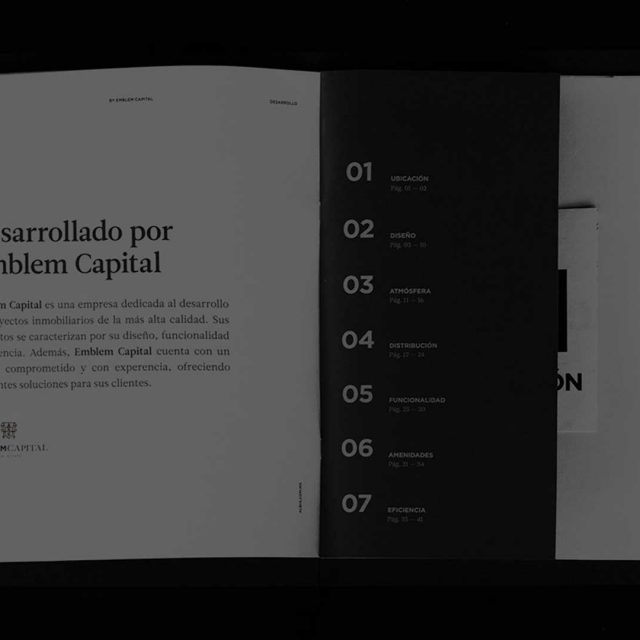 BY EMBLEM CAPITAL
DESARROLLO
sarrollado por
mblem Capital
m Capital es una empresa dedicada al desarrollo
yectos inmobiliarios de la más alta calidad. Sus
tos se caracterizan por su diseño, funcionalidad
encia. Además, Emblem Capital cuenta con un
comprometido y con experencia, ofreciendo
ntes soluciones para sus clientes.
MCAPITAL
01 UBICACIÓN
Pág. 01 — 02
02 DISEÑO
Pág. 03 — 10
03 ATMÓSFERA
Pág. 11 — 16
04 DISTRIBUCIÓN
Pág. 17 — 24
05 FUNCIONALIDAD
Pág. 25 — 30
06 AMENIDADES
Pág. 31 — 34
07 EFICIENCIA
Pág. 35 — 41
ÓN